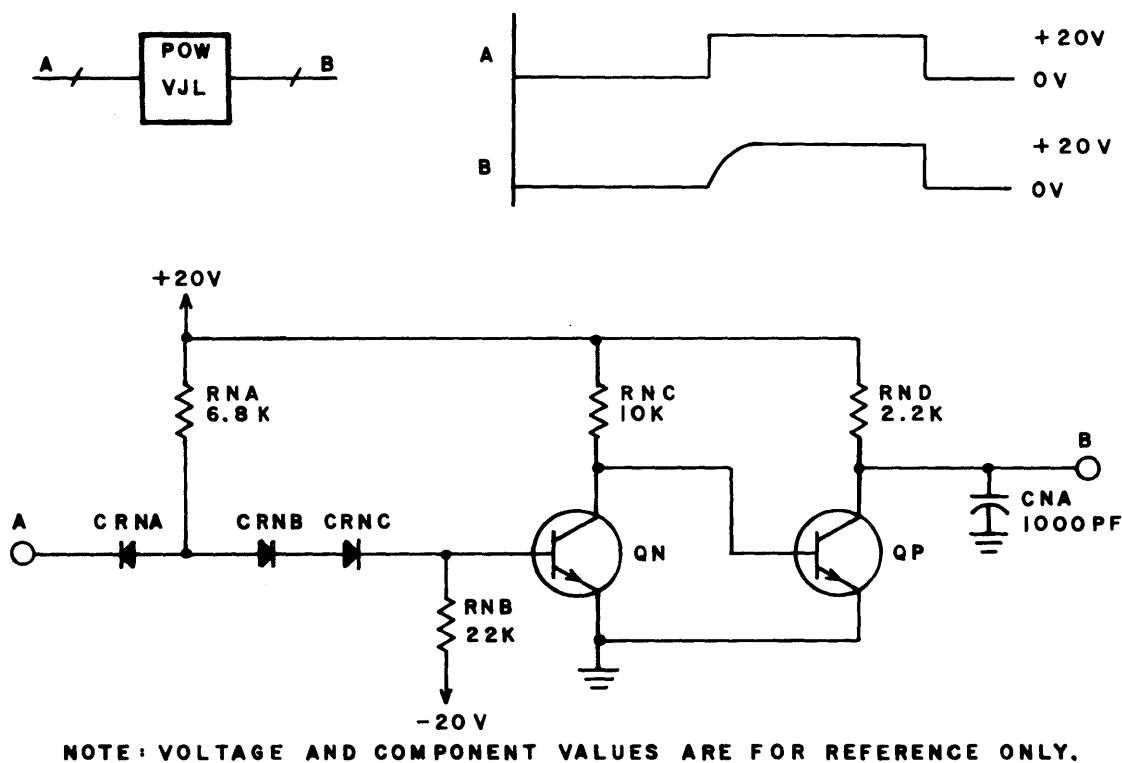 POW
VJL
A
B
A
+20V
0V
B
+20V
0V
+20V
RNA
6.8K
RNC
10K
RND
2.2K
B
CNA
1000PF
A
CRNA
CRNB
CRNC
QN
QP
RNB
22K
-20V
NOTE: VOLTAGE AND COMPONENT VALUES ARE FOR REFERENCE ONLY.